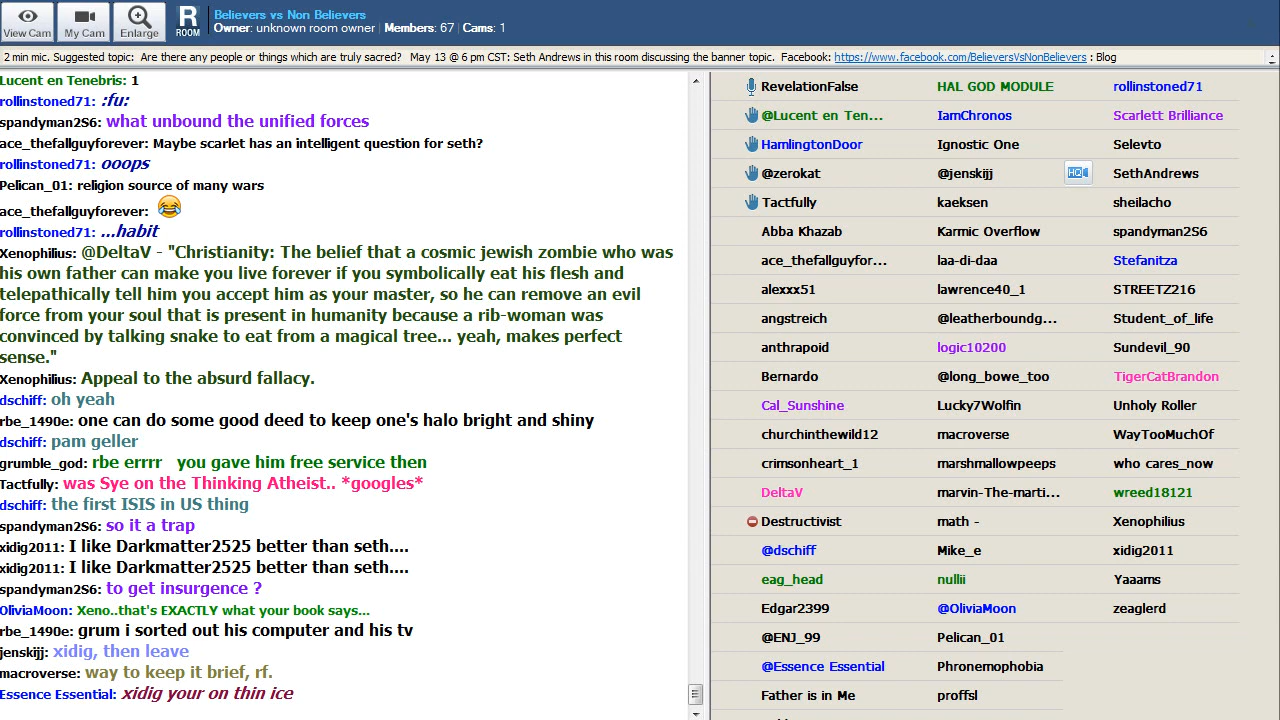 View Cam
My Cam
Enlarge
R
ROOM
Believers vs Non Believers
Owner: unknown room owner | Members: 67 | Cams: 1
2 min mic. Suggested topic: Are there any people or things which are truly sacred? May 13 @ 6 pm CST: Seth Andrews in this room discussing the banner topic. Facebook: https://www.facebook.com/BelieversVsNonBelievers : Blog
Lucent en Tenebris: 1
rollinstoned71: :fu:
spandyman2S6: what unbound the unified forces
ace_thefallguyforever: Maybe scarlet has an intelligent question for seth?
rollinstoned71: ooops
Pelican_01: religion source of many wars
ace_thefallguyforever:
rollinstoned71: ...habit
Xenophilius: @DeltaV - "Christianity: The belief that a cosmic jewish zombie who was
his own father can make you live forever if you symbolically eat his flesh and
telepathically tell him you accept him as your master, so he can remove an evil
force from your soul that is present in humanity because a rib-woman was
convinced by talking snake to eat from a magical tree... yeah, makes perfect
sense."
Xenophilius: Appeal to the absurd fallacy.
dschiff: oh yeah
rbe_1490e: one can do some good deed to keep one's halo bright and shiny
dschiff: pam geller
grumble_god: rbe errrr you gave him free service then
Tactfully: was Sye on the Thinking Atheist.. *googles*
dschiff: the first ISIS in US thing
spandyman2S6: so it a trap
xidig2011: I like Darkmatter2525 better than seth....
xidig2011: I like Darkmatter2525 better than seth....
spandyman2S6: to get insurgence ?
OliviaMoon: Xeno..that's EXACTLY what your book says...
rbe_1490e: grum i sorted out his computer and his tv
jenskijj: xidig, then leave
macroverse: way to keep it brief, rf.
Essence Essential: xidig your on thin ice
RevelationFalse
@Lucent en Ten...
HamlingtonDoor
@zerokat
Tactfully
Abba Khazab
ace_thefallguyfor...
alexxx51
angstreich
anthrapoid
Bernardo
Cal_Sunshine
churchinthewild12
crimsonheart_1
DeltaV
Destructivist
@dschiff
eag_head
Edgar2399
@ENJ_99
@Essence Essential
Father is in Me
HAL GOD MODULE
IamChronos
Ignostic One
@jenskijj
kaeksen
Karmic Overflow
laa-di-daa
lawrence40_1
@leatherboundg...
logic10200
@long_bowe_too
Lucky7Wolfin
macroverse
marshmallowpeeps
marvin-The-marti...
math -
Mike_e
nullii
@OliviaMoon
Pelican_01
Phronemophobia
proffsl
rollinstoned71
Scarlett Brilliance
Selevto
HQ
SethAndrews
sheilacho
spandyman2S6
Stefanitza
STREETZ216
Student_of_life
Sundevil_90
TigerCatBrandon
Unholy Roller
WayTooMuchOf
who cares_now
wreed18121
Xenophilius
xidig2011
Yaaams
zeaglerd